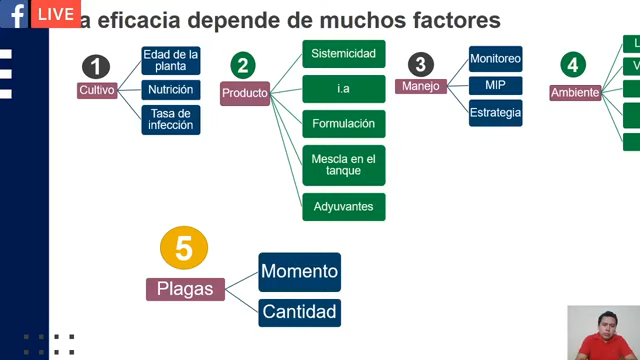 f LIVE
a eficacia depende de muchos factores
1
Cultivo
Edad de la
planta
Nutrición
Tasa de
infección
2
Producto
Sistemicidad
i.a
Formulación
Mescla en el
tanque
Adyuvantes
3
Manejo
Monitoreo
MIP
Estrategia
4
Ambiente
L
V
5
Plagas
Momento
Cantidad